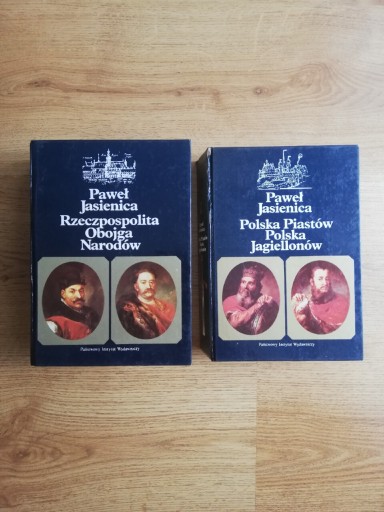 Paweł
Jasienica
Rzeczpospolita
Obojga
Narodów
Państwowy Instytut Wydawniczy
Paweł
Jasienica
Polska Piastów
Polska
Jagiellonów
Państwowy Instytut Wydawniczy